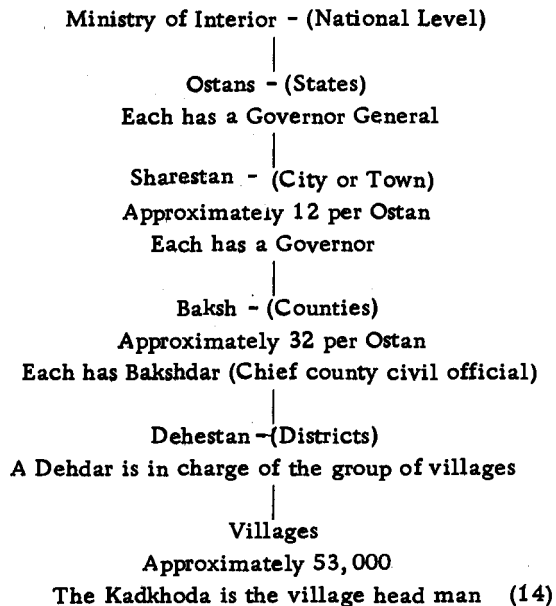 Ministry of Interior - (National Level)
Ostans - (States)
Each has a Governor General
Sharestan - (City or Town)
Approximately 12 per Ostan
Each has a Governor
Baksh - (Counties)
Approximately 32 per Ostan
Each has Bakshdar (Chief county civil official)
Dehestan -(Districts)
A Dehdar is in charge of the group of villages
Villages
Approximately 53,000
The Kadkhoda is the village head man (14)